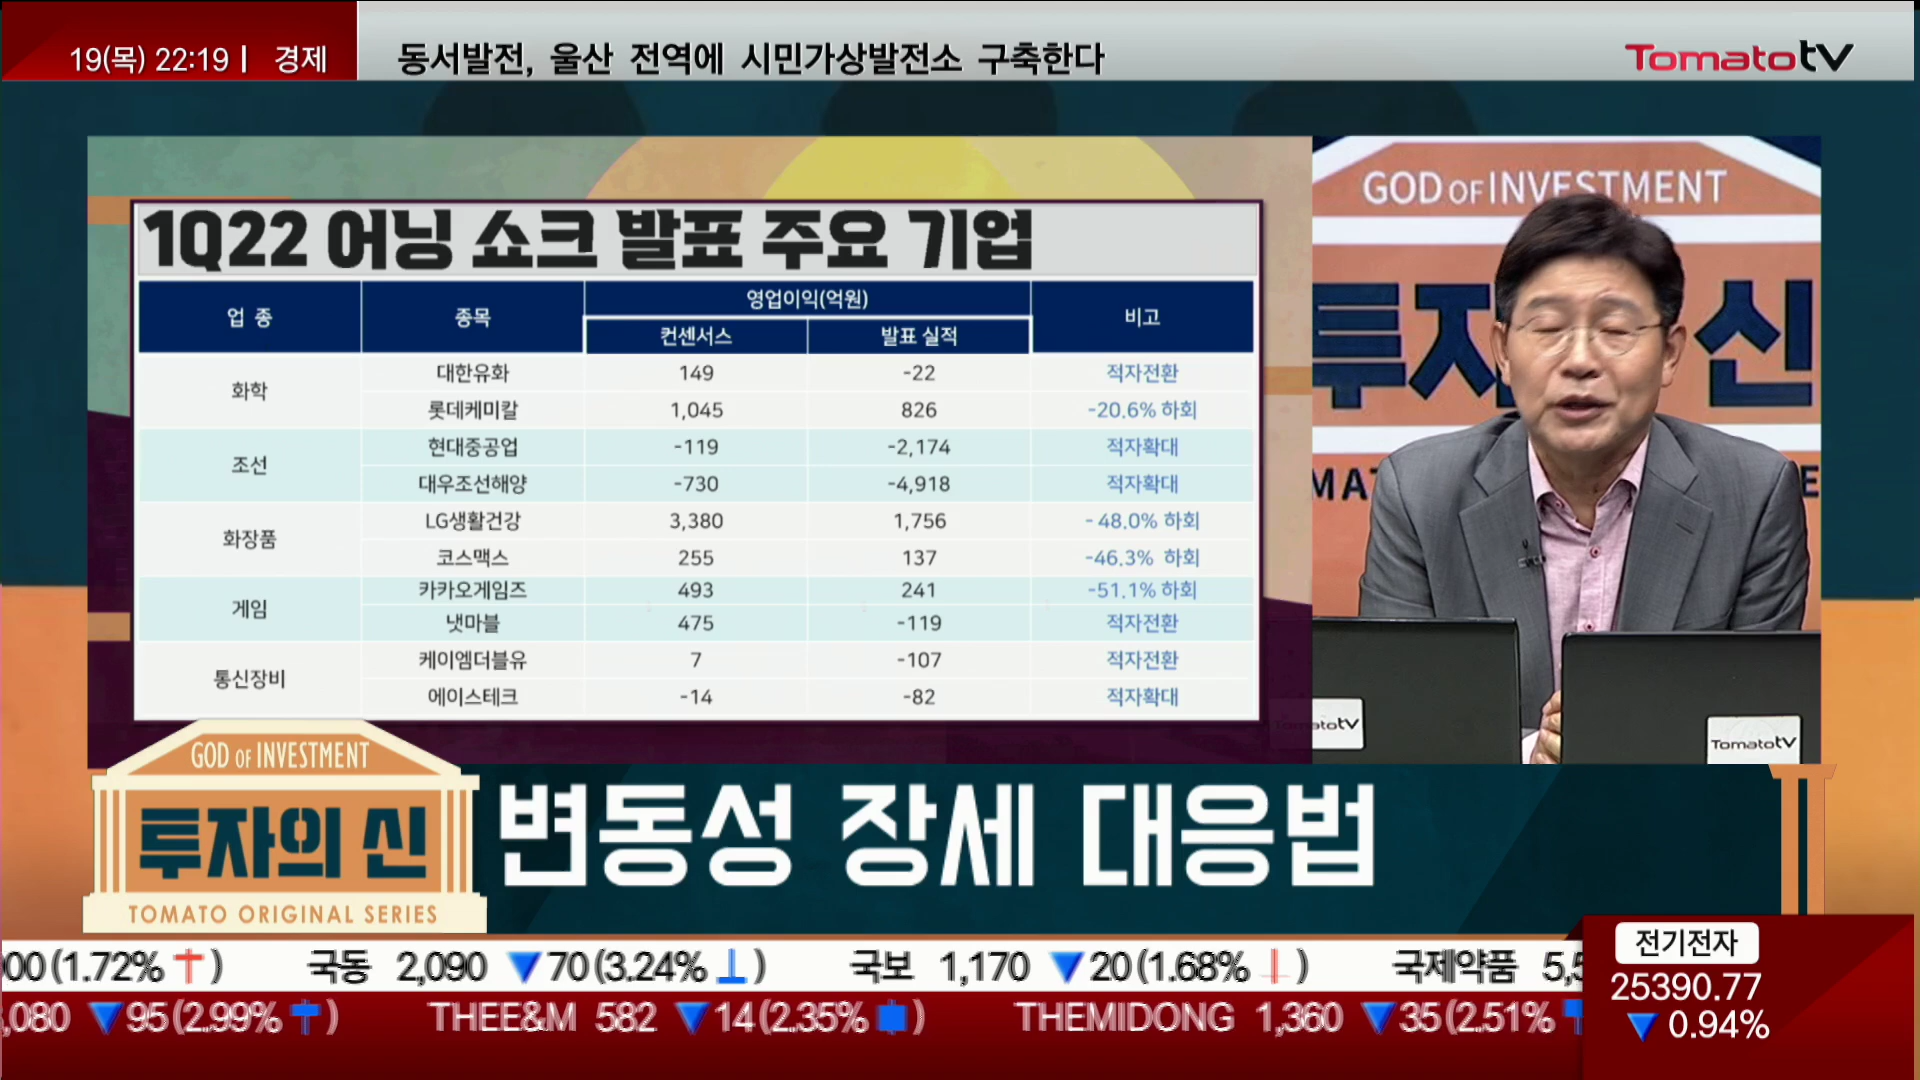 19(목) 22:19 | 경제
동서발전, 울산 전역에 시민가상발전소 구축한다
TomatotV
1Q22 어닝 쇼크 발표 주요 기업
업 종 종목 영업이익(억원) 비고
컨센서스 발표 실적
화학
대한유화 149 -22 적자전환
롯데케미칼 1,045 826 -20.6% 하회
조선
현대중공업 -119 -2,174 적자확대
대우조선해양 -730 -4,918 적자확대
화장품
LG생활건강 3,380 1,756 - 48.0% 하회
코스맥스 255 137 -46.3% 하회
게임
카카오게임즈 493 241 -51.1% 하회
냇마블 475 -119 적자전환
통신장비
케이엠더블유 7 -107 적자전환
에이스테크 -14 -82 적자확대
GOD OF INVESTMENT
투자 신
TomatotV
GOD OF INVESTMENT
투자의 신
TOMATO ORIGINAL SERIES
변동성 장세 대응법
00(1.72% ↑) 국동 2,090 ▼70(3.24% ⊥) 국보 1,170 ▼20(1.68% ↓) 국제약품 5,5
,080 ▼95(2.99%) THEE&M 582 ▼14(2.35%) THEMIDONG 1,360 ▼35(2.51%
전기전자
25390.77
▼ 0.94%